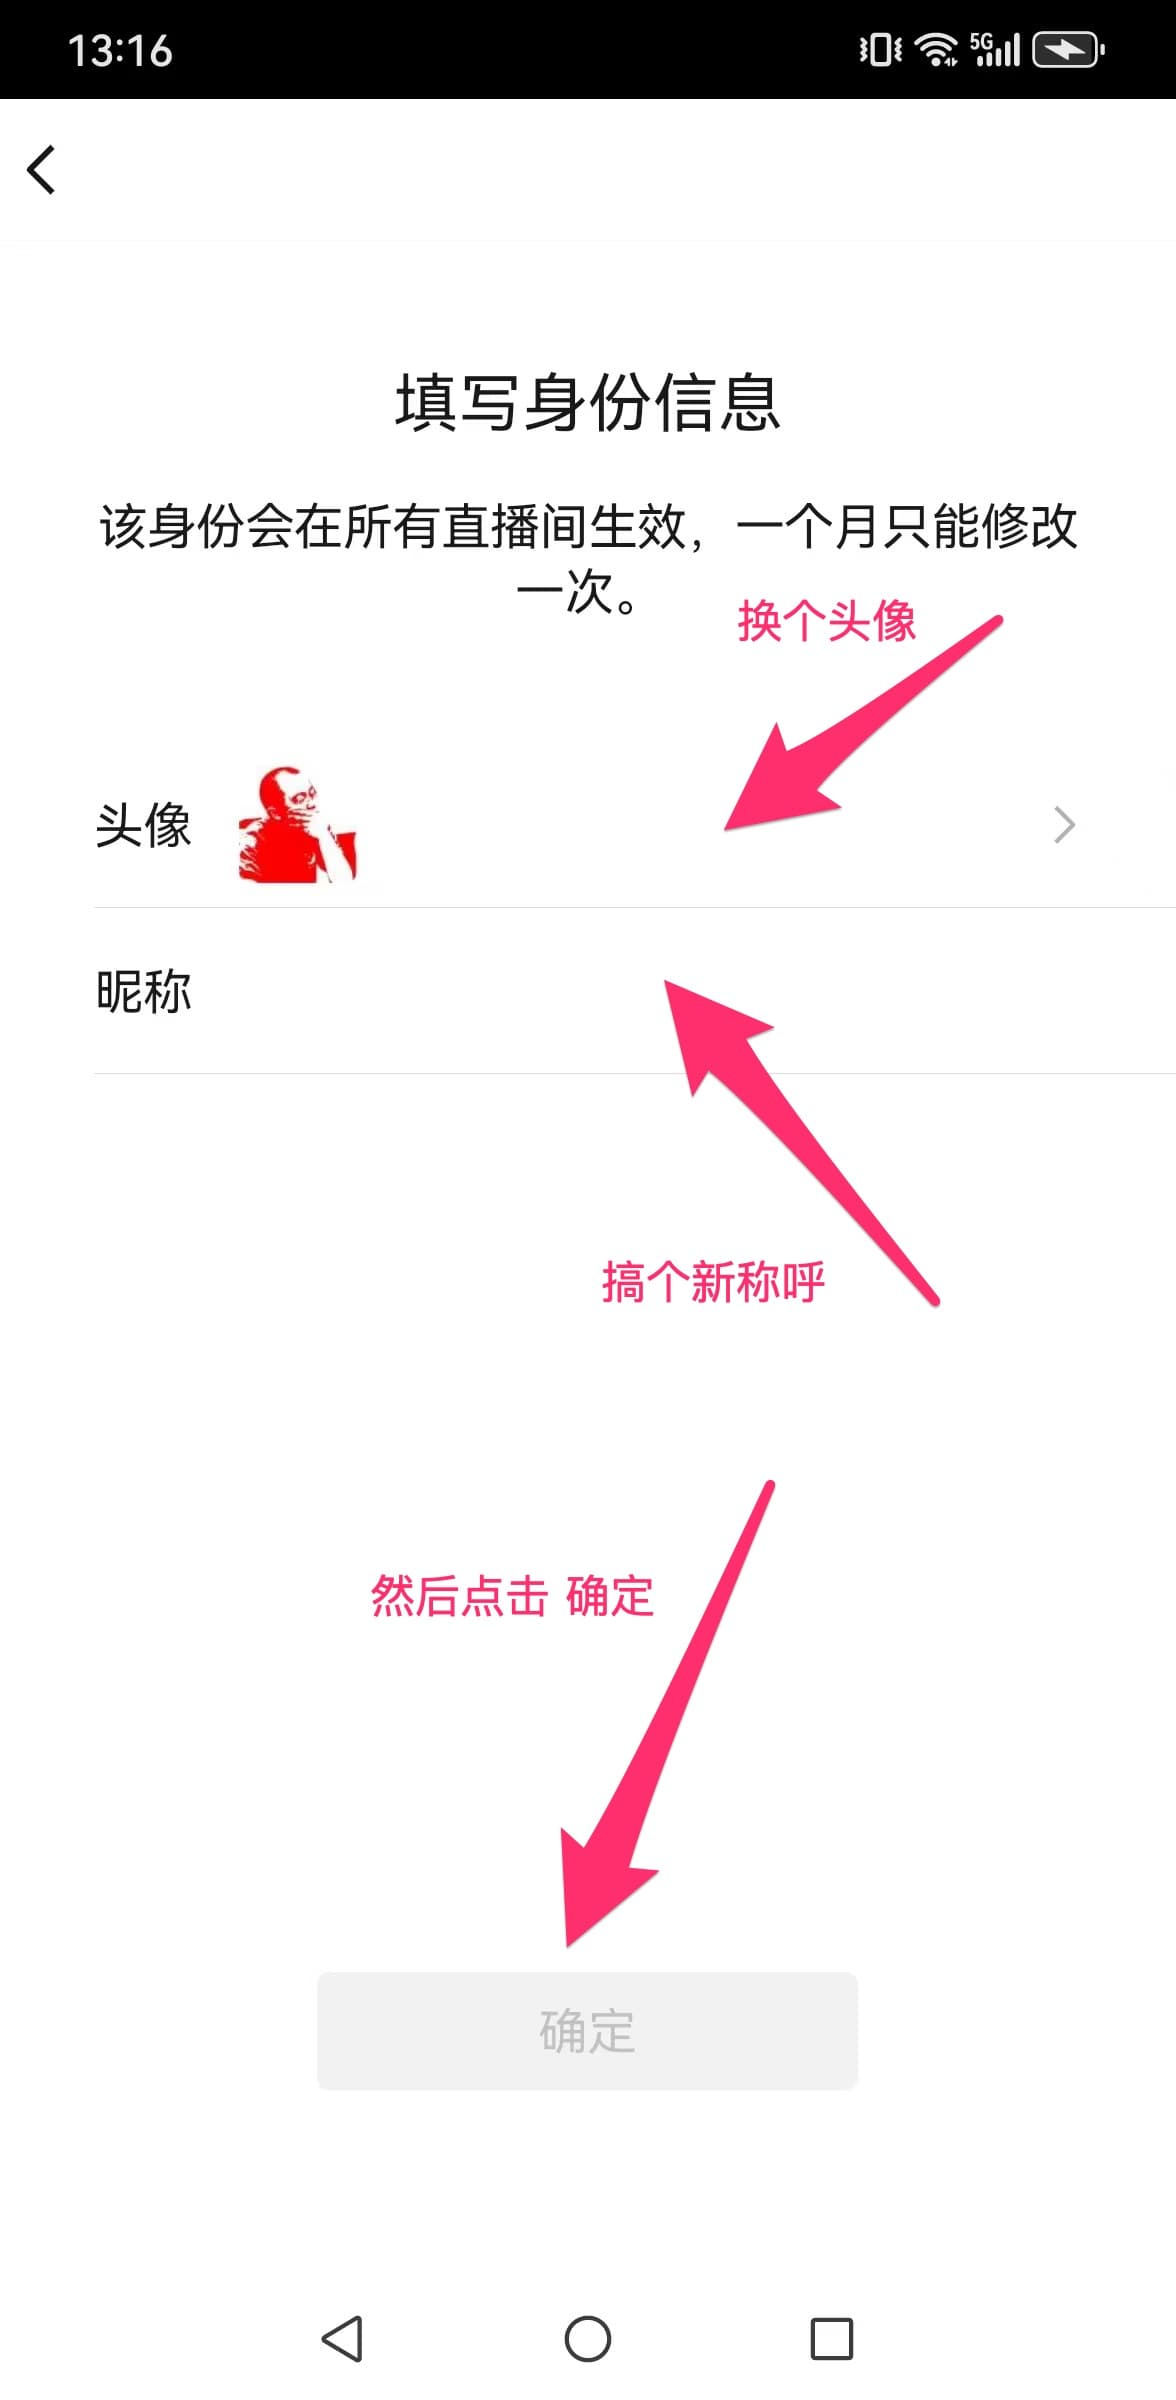 13:16
5G
填写身份信息
该身份会在所有直播间生效，一个月只能修改
一次。
换个头像
头像
昵称
搞个新称呼
然后点击 确定
确定